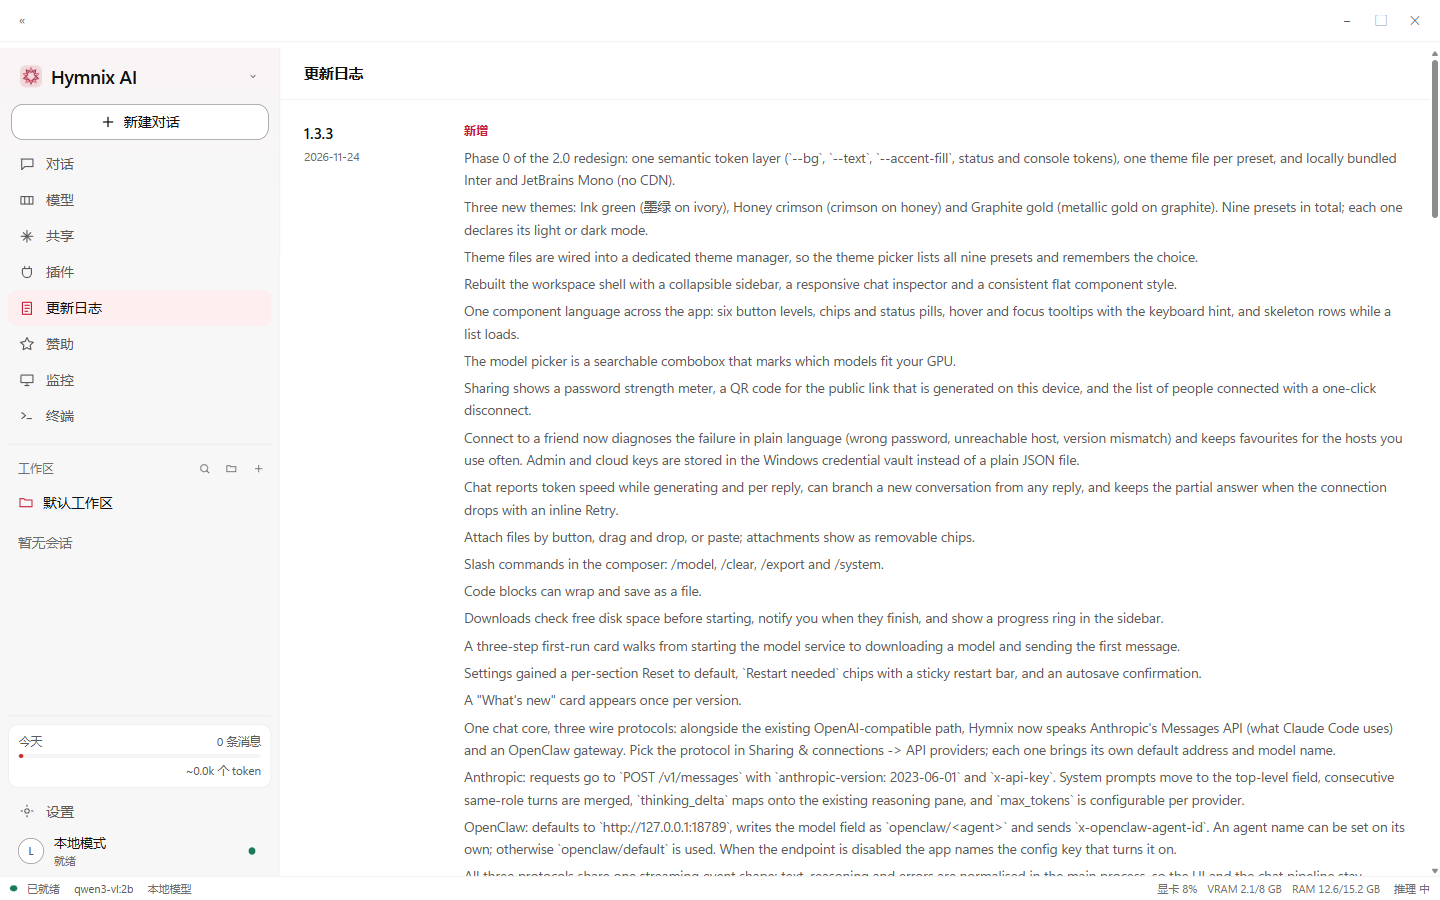 «
Hymnix AI
新建对话
对话
模型
共享
插件
更新日志
赞助
监控
终端
工作区
默认工作区
暂无会话
今天 0 条消息
~0.0k 个 token
设置
L 本地模式
就绪
更新日志
1.3.3
2026-11-24
新增
Phase 0 of the 2.0 redesign: one semantic token layer (`--bg`, `--text`, `--accent-fill`, status and console tokens), one theme file per preset, and locally bundled
Inter and JetBrains Mono (no CDN).
Three new themes: Ink green (墨绿 on ivory), Honey crimson (crimson on honey) and Graphite gold (metallic gold on graphite). Nine presets in total; each one
declares its light or dark mode.
Theme files are wired into a dedicated theme manager, so the theme picker lists all nine presets and remembers the choice.
Rebuilt the workspace shell with a collapsible sidebar, a responsive chat inspector and a consistent flat component style.
One component language across the app: six button levels, chips and status pills, hover and focus tooltips with the keyboard hint, and skeleton rows while a
list loads.
The model picker is a searchable combobox that marks which models fit your GPU.
Sharing shows a password strength meter, a QR code for the public link that is generated on this device, and the list of people connected with a one-click
disconnect.
Connect to a friend now diagnoses the failure in plain language (wrong password, unreachable host, version mismatch) and keeps favourites for the hosts you
use often. Admin and cloud keys are stored in the Windows credential vault instead of a plain JSON file.
Chat reports token speed while generating and per reply, can branch a new conversation from any reply, and keeps the partial answer when the connection
drops with an inline Retry.
Attach files by button, drag and drop, or paste; attachments show as removable chips.
Slash commands in the composer: /model, /clear, /export and /system.
Code blocks can wrap and save as a file.
Downloads check free disk space before starting, notify you when they finish, and show a progress ring in the sidebar.
A three-step first-run card walks from starting the model service to downloading a model and sending the first message.
Settings gained a per-section Reset to default, `Restart needed` chips with a sticky restart bar, and an autosave confirmation.
A "What's new" card appears once per version.
One chat core, three wire protocols: alongside the existing OpenAI-compatible path, Hymnix now speaks Anthropic's Messages API (what Claude Code uses)
and an OpenClaw gateway. Pick the protocol in Sharing & connections -> API providers; each one brings its own default address and model name.
Anthropic: requests go to `POST /v1/messages` with `anthropic-version: 2023-06-01` and `x-api-key`. System prompts move to the top-level field, consecutive
same-role turns are merged, `thinking_delta` maps onto the existing reasoning pane, and `max_tokens` is configurable per provider.
OpenClaw: defaults to `http://127.0.0.1:18789`, writes the model field as `openclaw/<agent>` and sends `x-openclaw-agent-id`. An agent name can be set on its
own; otherwise `openclaw/default` is used. When the endpoint is disabled the app names the config key that turns it on.
All three protocols share one streaming event shape: text, reasoning and errors are normalised in the main process, so the UI and the chat pipeline stay
已就绪 qwen3-vl:2b 本地模型
显卡 8% VRAM 2.1/8 GB RAM 12.6/15.2 GB 推理 中